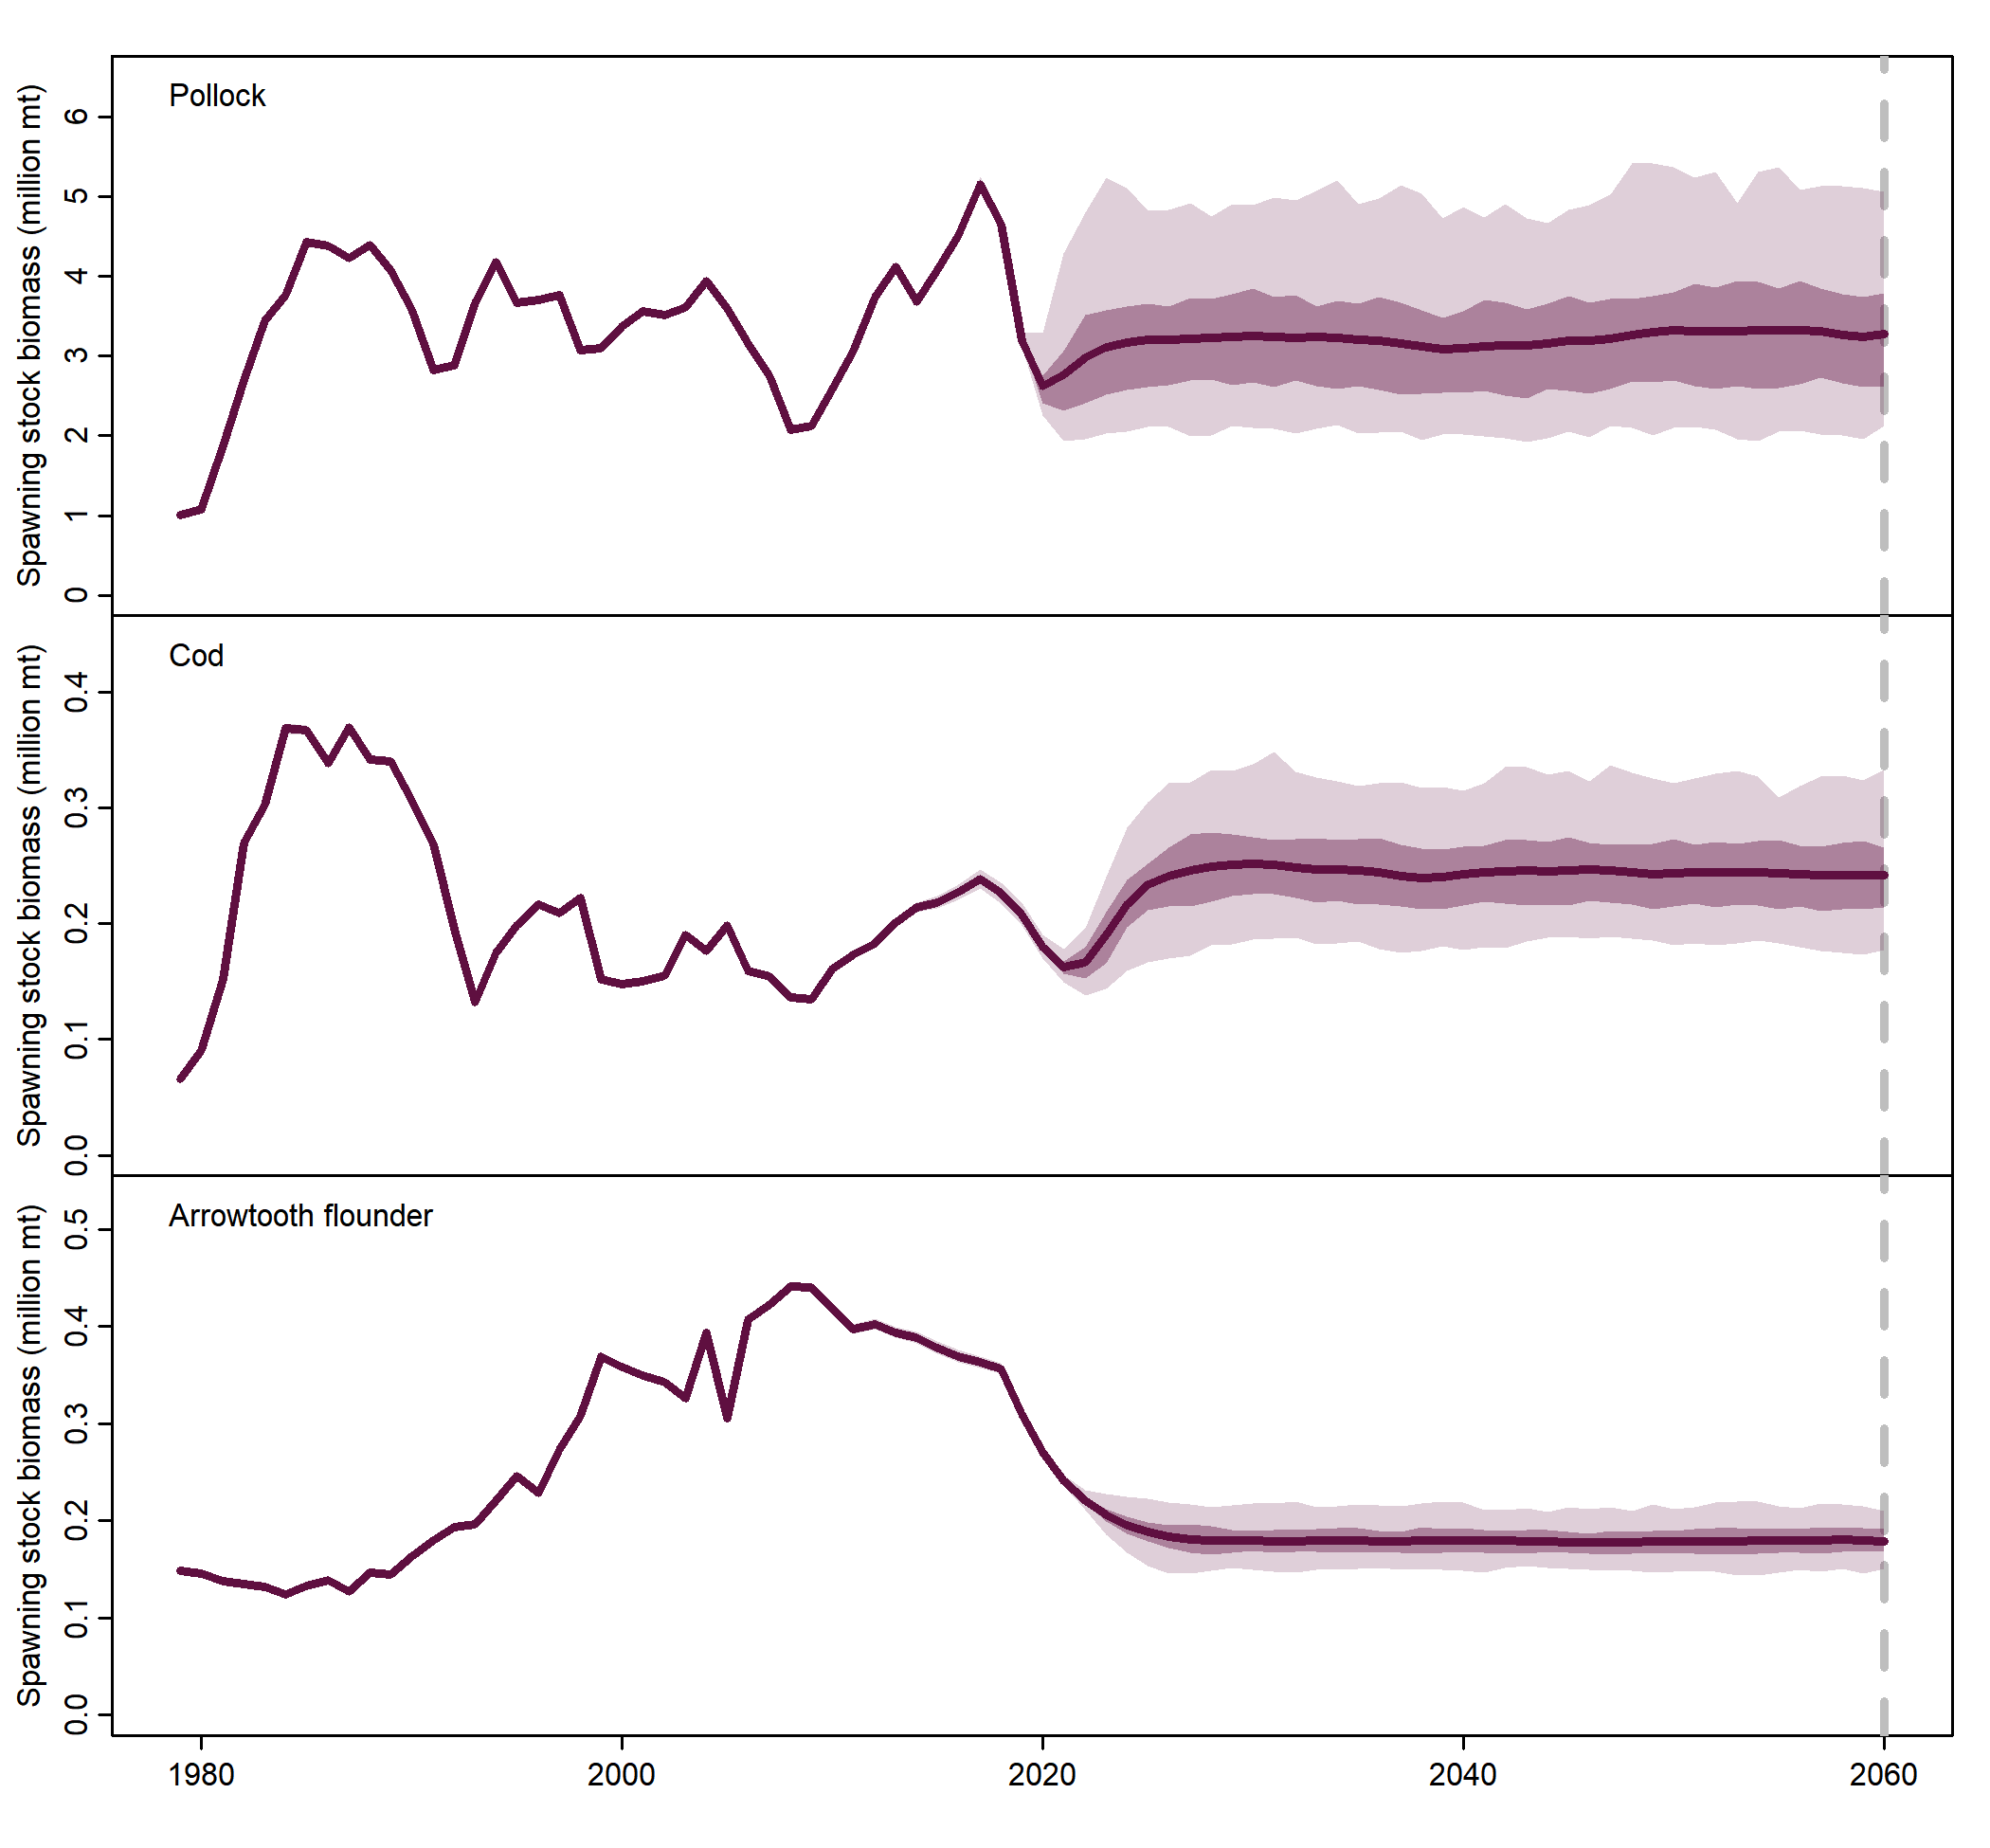 Pollock
Spawning stock biomass (million mt)
6
5
4
3
2
1
0
Cod
Spawning stock biomass (million mt)
0.4
0.3
0.2
0.1
0.0
Arrowtooth flounder
Spawning stock biomass (million mt)
0.5
0.4
0.3
0.2
0.1
0.0
1980 2000 2020 2040 2060